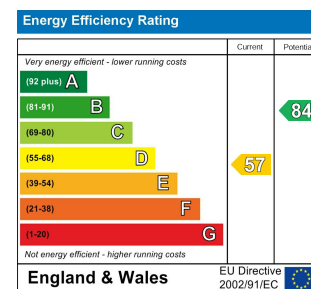 Energy Efficiency Rating
Current
Potentia
Very energy efficient - lower running costs
(92 plus) A
(81-91) B
84
(69-80) C
(55-68) D
57
(39-54) E
(21-38) F
(1-20) G
Not energy efficient - higher running costs
England & Wales
EU Directive
2002/91/EC